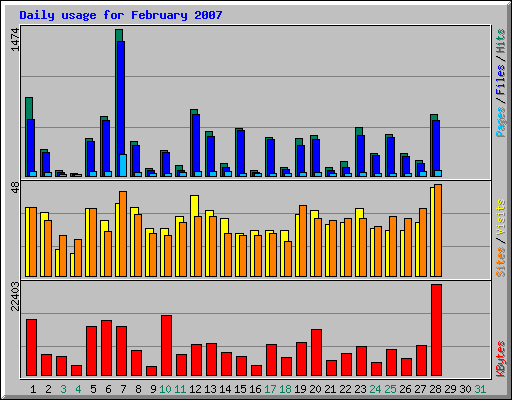 Daily usage for February 2007
1474
Pages / Files / Hits
48
Sites / Visits
22403
KBytes
1 2 3 4 5 6 7 8 9 10 11 12 13 14 15 16 17 18 19 20 21 22 23 24 25 26 27 28 29 30 31